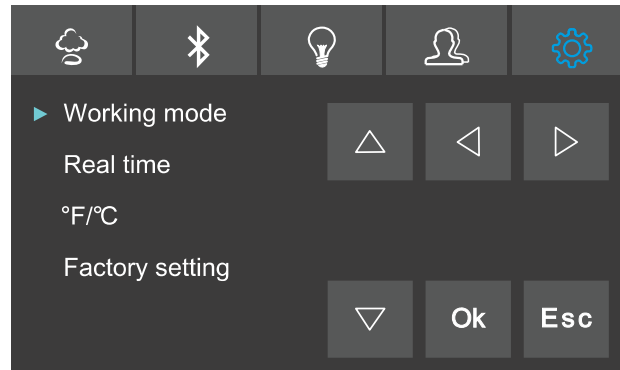 Working mode
Real time
°F/℃
Factory setting
Ok
Esc